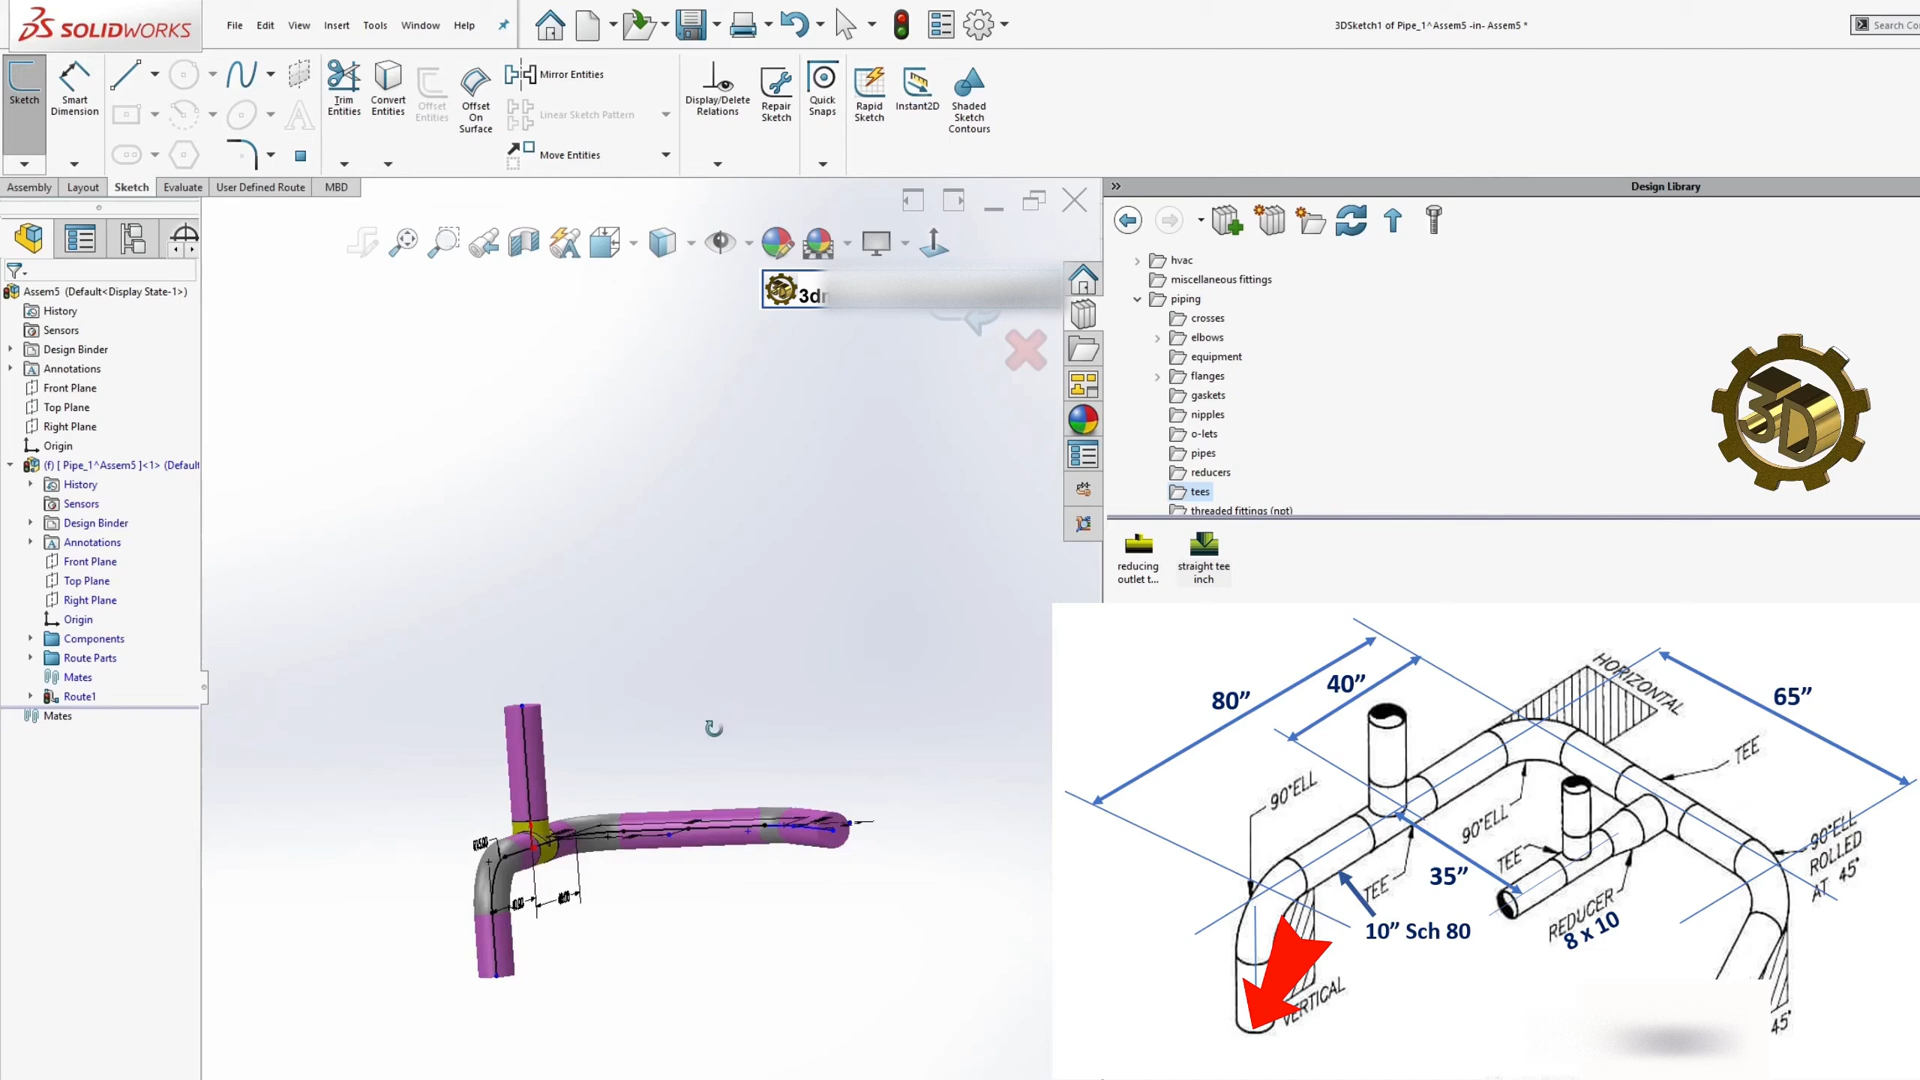 SOLIDWORKS
File Edit View Insert Tools Window Help
3DSketch1 of Pipe_1^Assem5 -in- Assem5 *
Search Co
Sketch
Smart Dimension
Trim Entities
Convert Entities
Offset Entities
Offset On Surface
Mirror Entities
Linear Sketch Pattern
Move Entities
Display/Delete Relations
Repair Sketch
Quick Snaps
Rapid Sketch
Instant2D
Shaded Sketch Contours
Assembly Layout Sketch Evaluate User Defined Route MBD
Design Library
Assem5 (Default<Display State-1>)
History
Sensors
Design Binder
Annotations
Front Plane
Top Plane
Right Plane
Origin
(f) [ Pipe_1^Assem5 ]<1> (Default
History
Sensors
Design Binder
Annotations
Front Plane
Top Plane
Right Plane
Origin
Components
Route Parts
Mates
Route1
Mates
hvac
miscellaneous fittings
piping
crosses
elbows
equipment
flanges
gaskets
nipples
o-lets
pipes
reducers
tees
threaded fittings (npt)
reducing outlet t...
straight tee inch
3D
80”
40”
HORIZONTAL
65”
TEE
90°ELL
90°ELL
90°ELL
ROLLED
AT 45°
TEE
TEE
35”
10” Sch 80
REDUCER
8 x 10
VERTICAL
45°